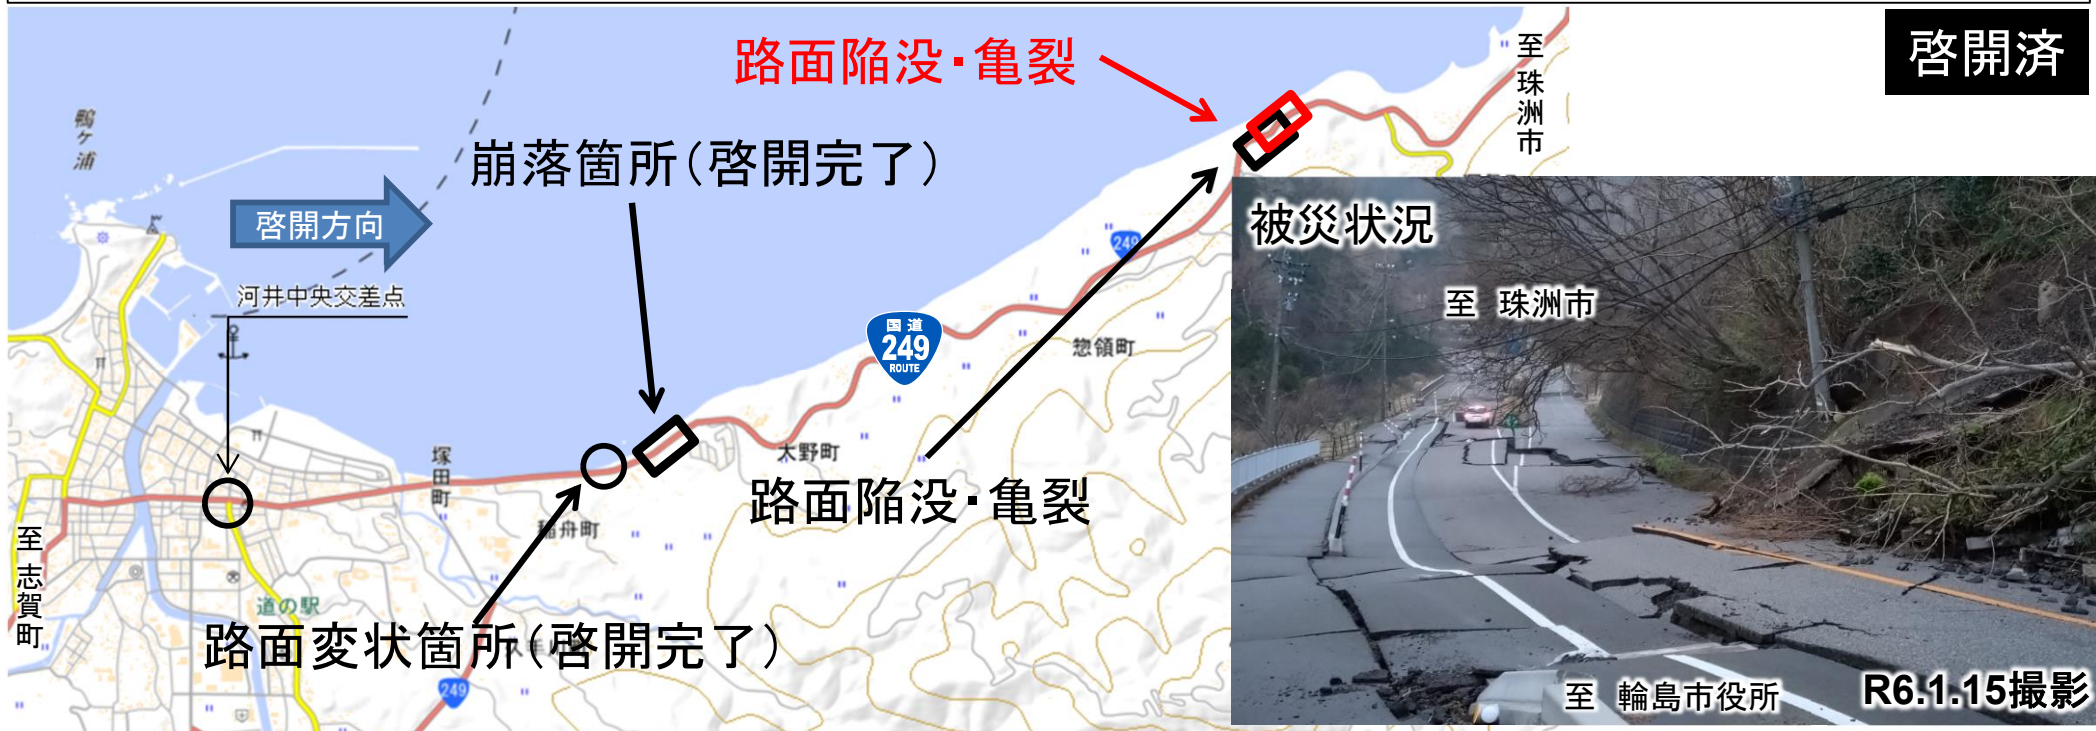 啓開済
路面陥没・亀裂
至 珠洲市
鴨ヶ浦
崩落箇所(啓開完了)
啓開方向
河井中央交差点
249
国道
249
ROUTE
惣領町
大野町
塚田町
稲舟町
路面陥没・亀裂
至 志賀町
道の駅
路面変状箇所(啓開完了)
249
被災状況
至 珠洲市
至 輪島市役所
R6.1.15撮影